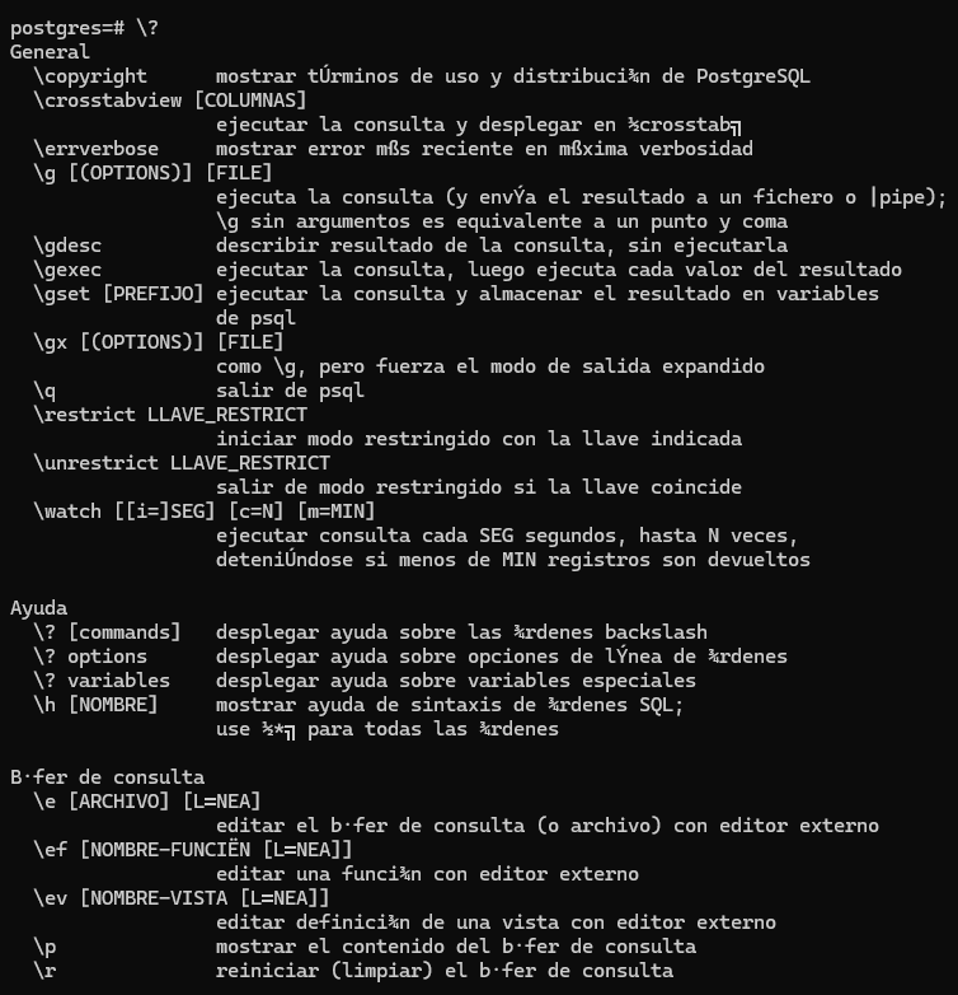 postgres=# \?
General
  \copyright      mostrar tÚrminos de uso y distribuci¾n de PostgreSQL
  \crosstabview [COLUMNAS]
                  ejecutar la consulta y desplegar en ½crosstab╗
  \errverbose     mostrar error mßs reciente en mßxima verbosidad
  \g [(OPTIONS)] [FILE]
                  ejecuta la consulta (y envÝa el resultado a un fichero o |pipe);
                  \g sin argumentos es equivalente a un punto y coma
  \gdesc          describir resultado de la consulta, sin ejecutarla
  \gexec          ejecutar la consulta, luego ejecuta cada valor del resultado
  \gset [PREFIJO] ejecutar la consulta y almacenar el resultado en variables
                  de psql
  \gx [(OPTIONS)] [FILE]
                  como \g, pero fuerza el modo de salida expandido
  \q              salir de psql
  \restrict LLAVE_RESTRICT
                  iniciar modo restringido con la llave indicada
  \unrestrict LLAVE_RESTRICT
                  salir de modo restringido si la llave coincide
  \watch [[i=]SEG] [c=N] [m=MIN]
                  ejecutar consulta cada SEG segundos, hasta N veces,
                  deteniÚndose si menos de MIN registros son devueltos

Ayuda
  \? [commands]   desplegar ayuda sobre las ¾rdenes backslash
  \? options      desplegar ayuda sobre opciones de lÝnea de ¾rdenes
  \? variables    desplegar ayuda sobre variables especiales
  \h [NOMBRE]     mostrar ayuda de sintaxis de ¾rdenes SQL;
                  use ½*╗ para todas las ¾rdenes

B·fer de consulta
  \e [ARCHIVO] [L═NEA]
                  editar el b·fer de consulta (o archivo) con editor externo
  \ef [NOMBRE-FUNCIËN [L═NEA]]
                  editar una funci¾n con editor externo
  \ev [NOMBRE-VISTA [L═NEA]]
                  editar definici¾n de una vista con editor externo
  \p              mostrar el contenido del b·fer de consulta
  \r              reiniciar (limpiar) el b·fer de consulta